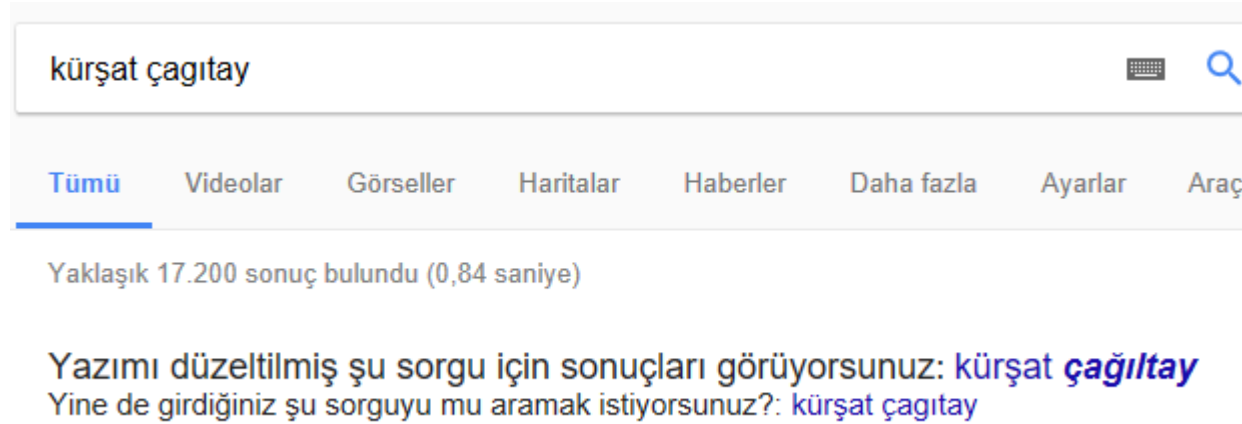 kürşat çagıtay
Tümü Videolar Görseller Haritalar Haberler Daha fazla Ayarlar Araç
Yaklaşık 17.200 sonuç bulundu (0,84 saniye)
Yazımı düzeltilmiş şu sorgu için sonuçları görüyorsunuz: kürşat çağıltay
Yine de girdiğiniz şu sorguyu mu aramak istiyorsunuz?: kürşat çagıtay